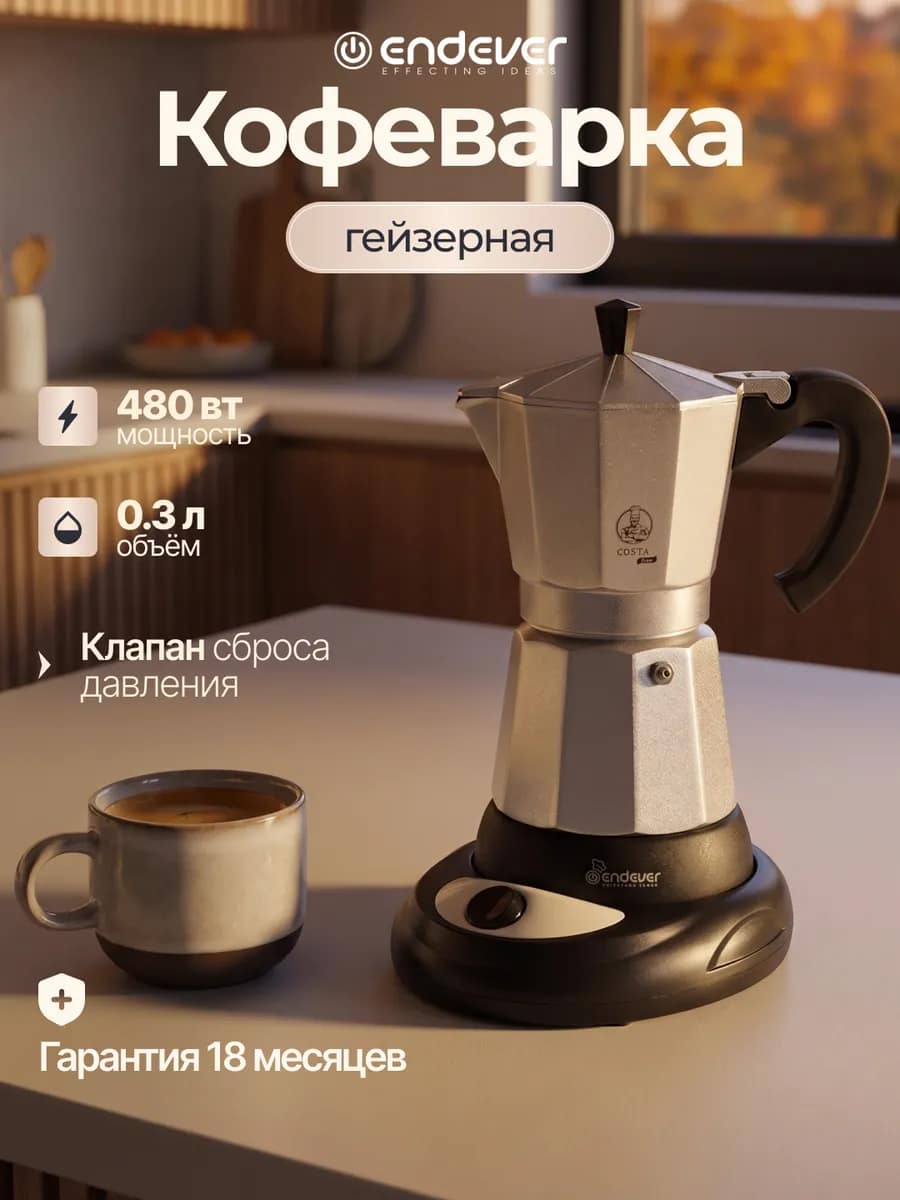 endever
EFFECTING IDEAS
Кофеварка
гейзерная
480 вт
мощность
0.3 л
объём
Клапан сброса
давления
COSTA
endever
Гарантия 18 месяцев